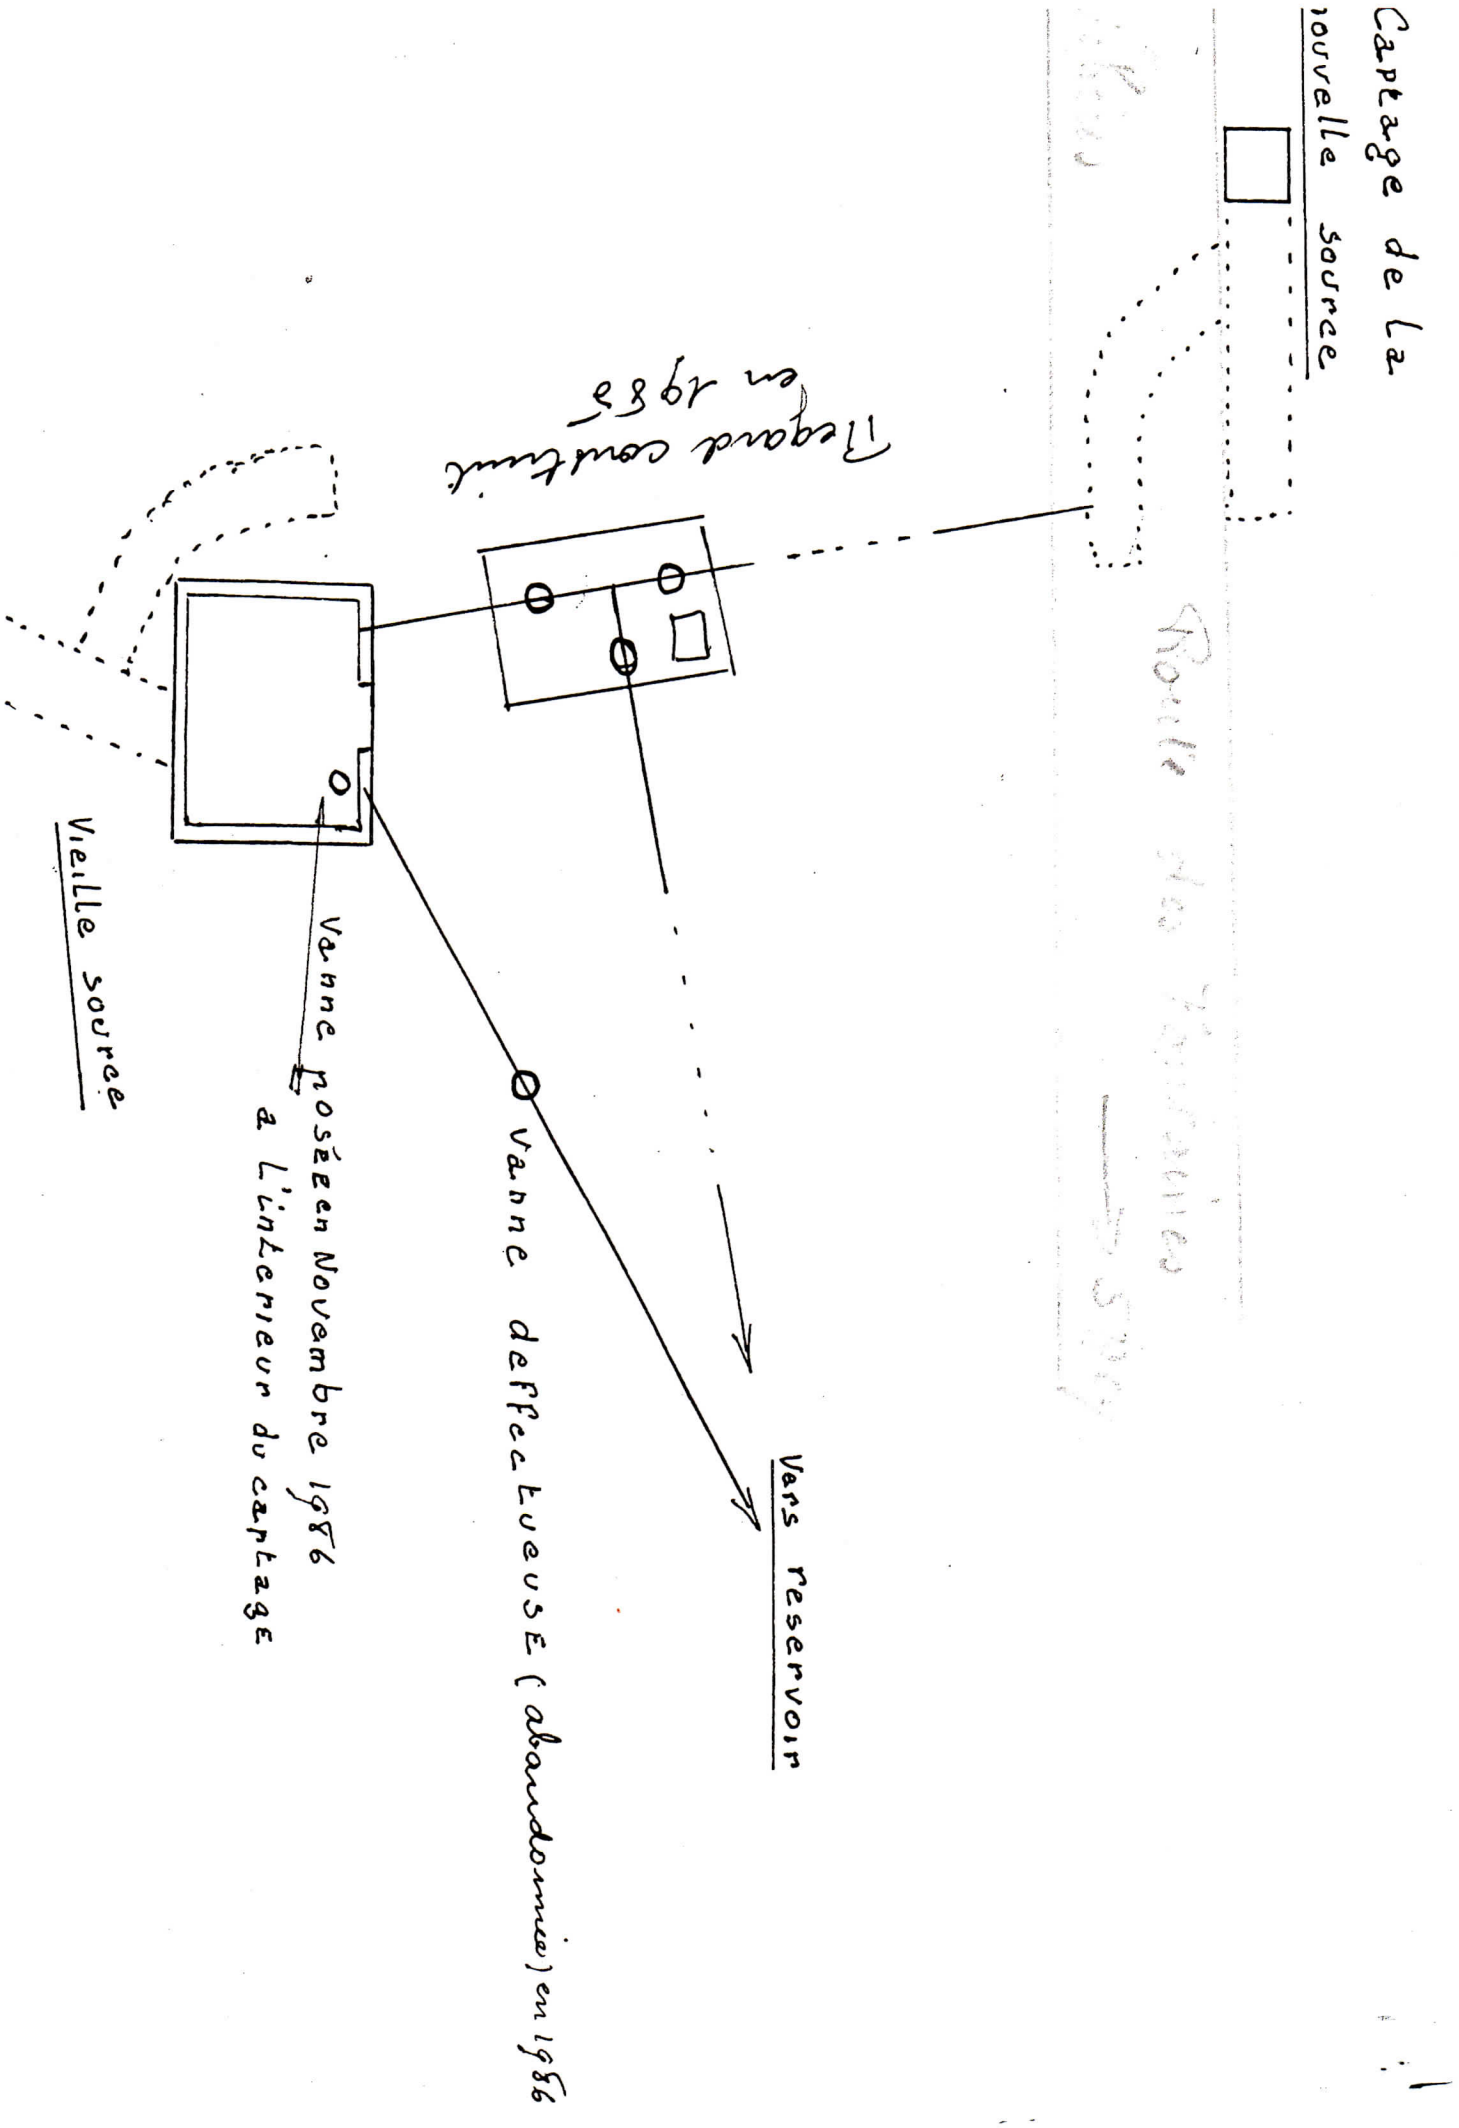 Captage de la
nouvelle source
Route des
Regard construit
en 1985
Vers reservoir
Vanne deffectueuse (abandonnée) en 1986
Vanne posée en Novembre 1986
a l'interieur du captage
Vieille source